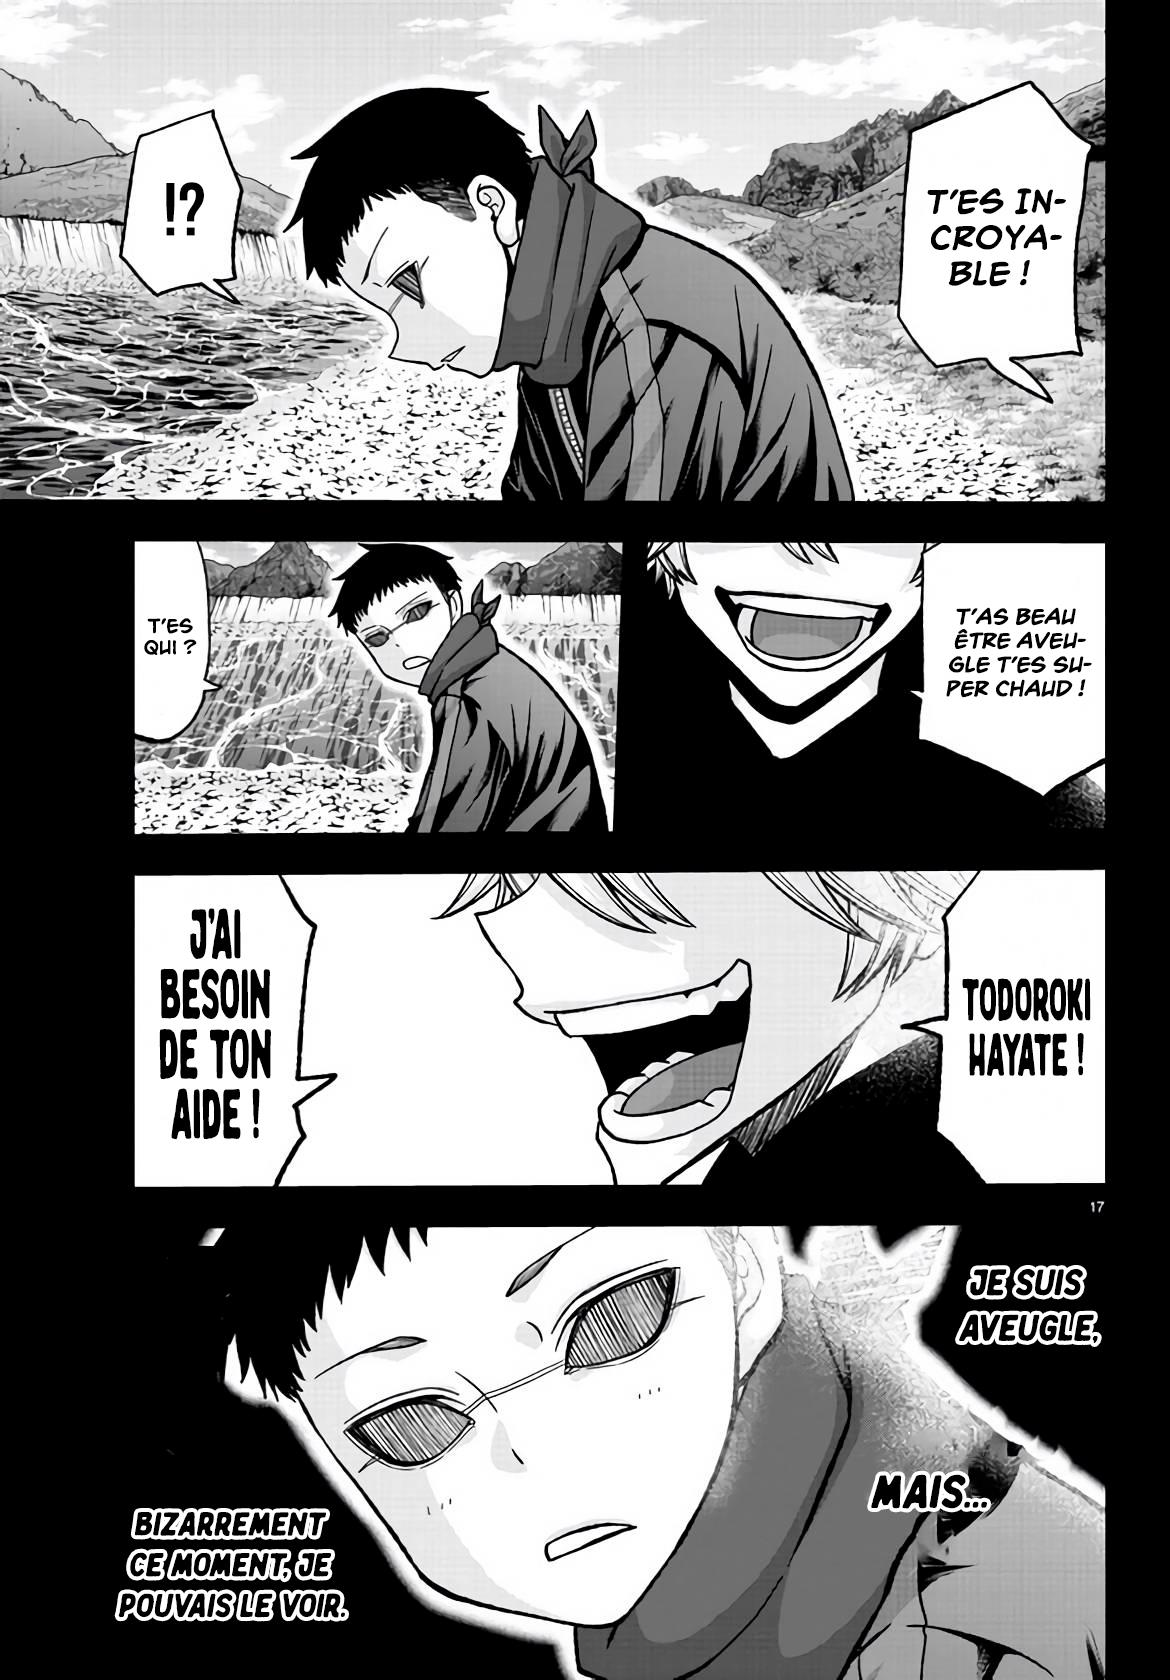 T'ES IN-
CROYA-
BLE !
!?
T'AS BEAU
ÊTRE AVEU-
GLE T'ES SU-
PER CHAUD !
T'ES
QUI ?
TODOROKI
HAYATE !
J'AI
BESOIN
DE TON
AIDE !
17
JE SUIS
AVEUGLE,
MAIS...
BIZARREMENT
CE MOMENT, JE
POUVAIS LE VOIR.